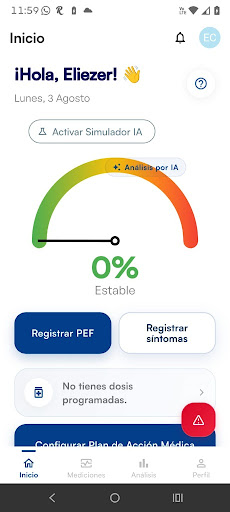 11:59
Inicio
EC
¡Hola, Eliezer! 👋
Lunes, 3 Agosto
Activar Simulador IA
Análisis por IA
0%
Estable
Registrar PEF
Registrar
síntomas
No tienes dosis
programadas.
Configurar Plan de Acción Médica
Inicio
Mediciones
Análisis
Perfil